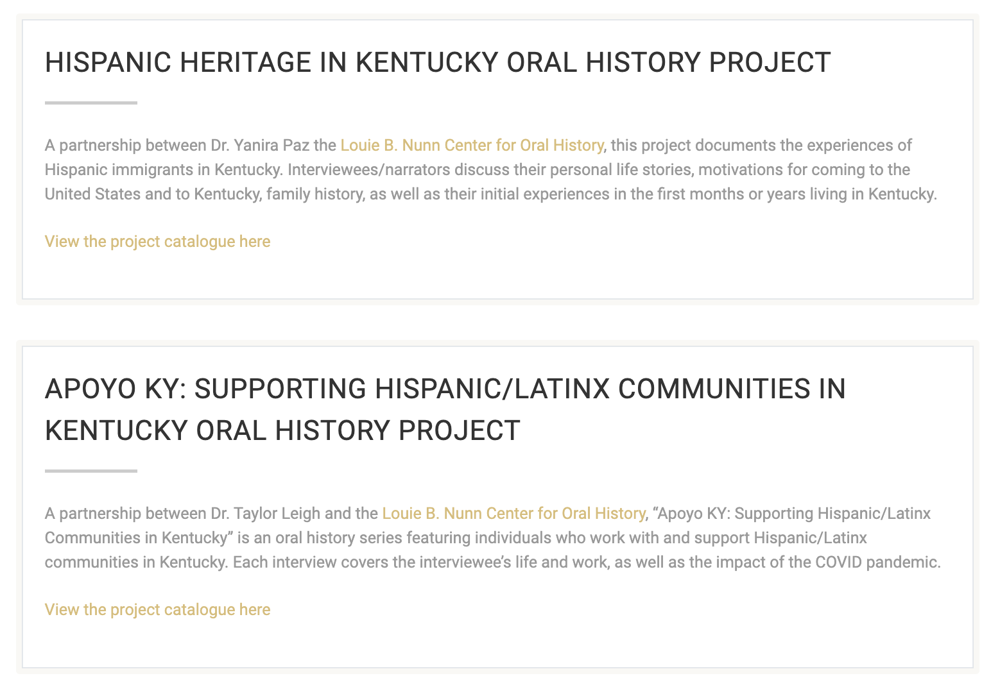 HISPANIC HERITAGE IN KENTUCKY ORAL HISTORY PROJECT
A partnership between Dr. Yanira Paz the Louie B. Nunn Center for Oral History, this project documents the experiences of
Hispanic immigrants in Kentucky. Interviewees/narrators discuss their personal life stories, motivations for coming to the
United States and to Kentucky, family history, as well as their initial experiences in the first months or years living in Kentucky.
View the project catalogue here
APOYO KY: SUPPORTING HISPANIC/LATINX COMMUNITIES IN
KENTUCKY ORAL HISTORY PROJECT
A partnership between Dr. Taylor Leigh and the Louie B. Nunn Center for Oral History, “Apoyo KY: Supporting Hispanic/Latinx
Communities in Kentucky” is an oral history series featuring individuals who work with and support Hispanic/Latinx
communities in Kentucky. Each interview covers the interviewee’s life and work, as well as the impact of the COVID pandemic.
View the project catalogue here